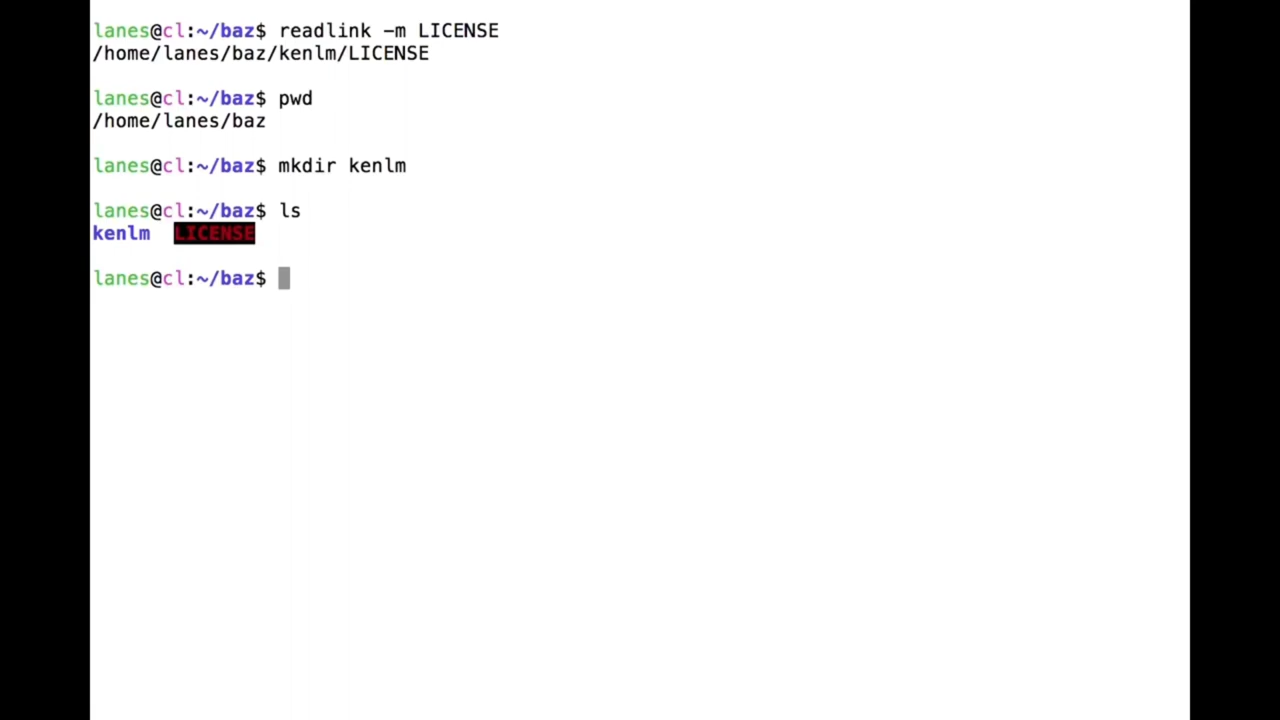 lanes@cl:~/baz$ readlink -m LICENSE
/home/lanes/baz/kenlm/LICENSE
lanes@cl:~/baz$ pwd
/home/lanes/baz
lanes@cl:~/baz$ mkdir kenlm
lanes@cl:~/baz$ ls
kenlm  LICENSE
lanes@cl:~/baz$